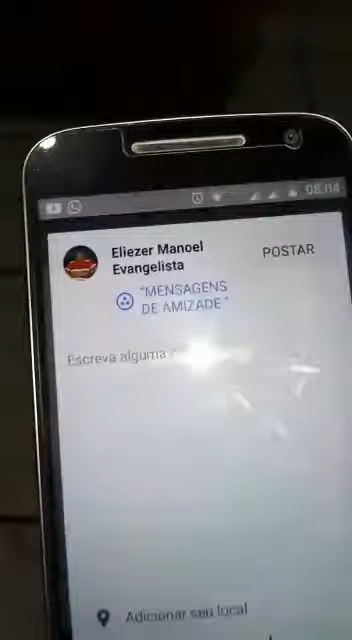 08:04
Eliezer Manoel
Evangelista
POSTAR
"MENSAGENS
DE AMIZADE"
Escreva alguma
Adicionar seu local